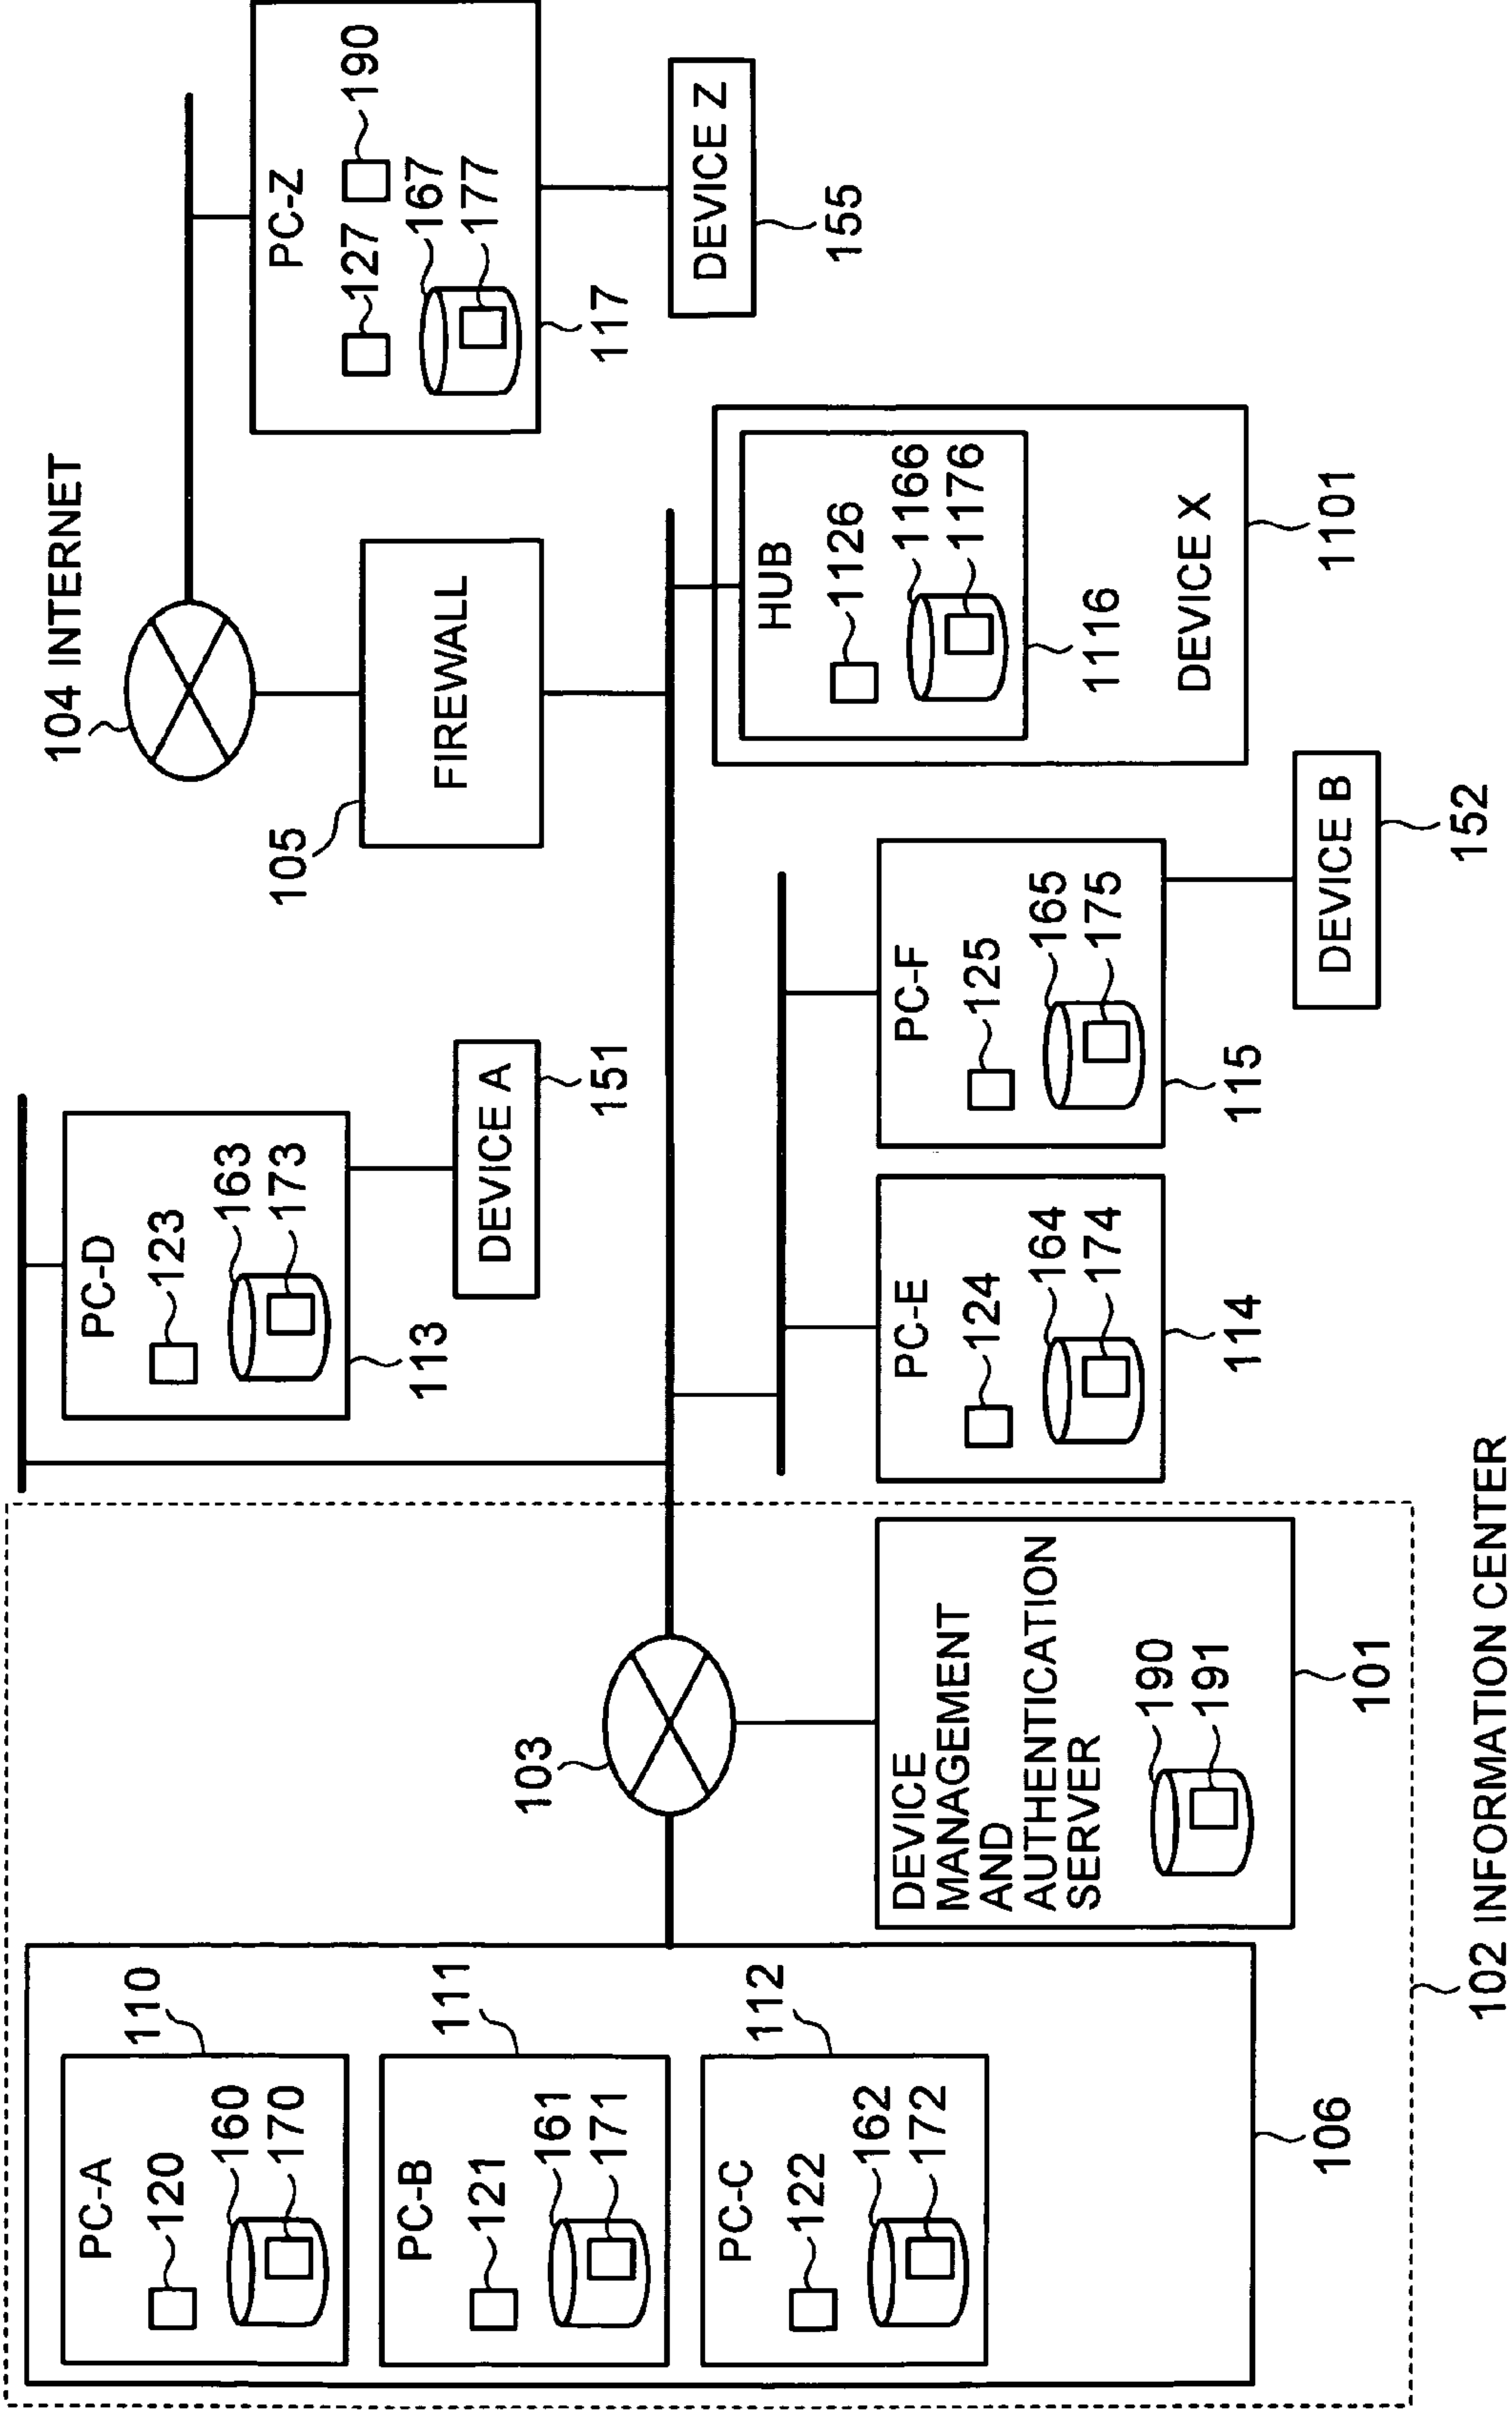 104 INTERNET
PC-Z
127
190
167
177
117
DEVICE Z
155
105
FIREWALL
HUB
1126
1166
1176
1116
DEVICE X
1101
PC-D
123
163
173
113
DEVICE A
151
PC-E
124
164
174
114
PC-F
125
165
175
115
DEVICE B
152
103
PC-A
110
120
160
170
PC-B
111
121
161
171
PC-C
112
122
162
172
106
DEVICE
MANAGEMENT
AND
AUTHENTICATION
SERVER
190
191
101
102 INFORMATION CENTER